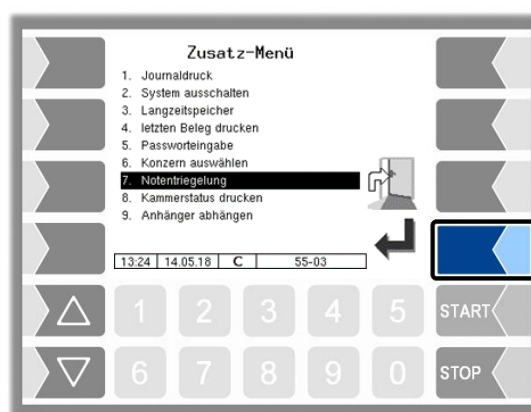 Zusatz-Menü
1. Journaldruck
2. System ausschalten
3. Langzeitspeicher
4. letzten Beleg drucken
5. Passworteingabe
6. Konzern auswählen
7. Notentriegelung
8. Kammerstatus drucken
9. Anhänger abhängen
13:24 14.05.18 C 55-03
1 2 3 4 5 START
6 7 8 9 0 STOP